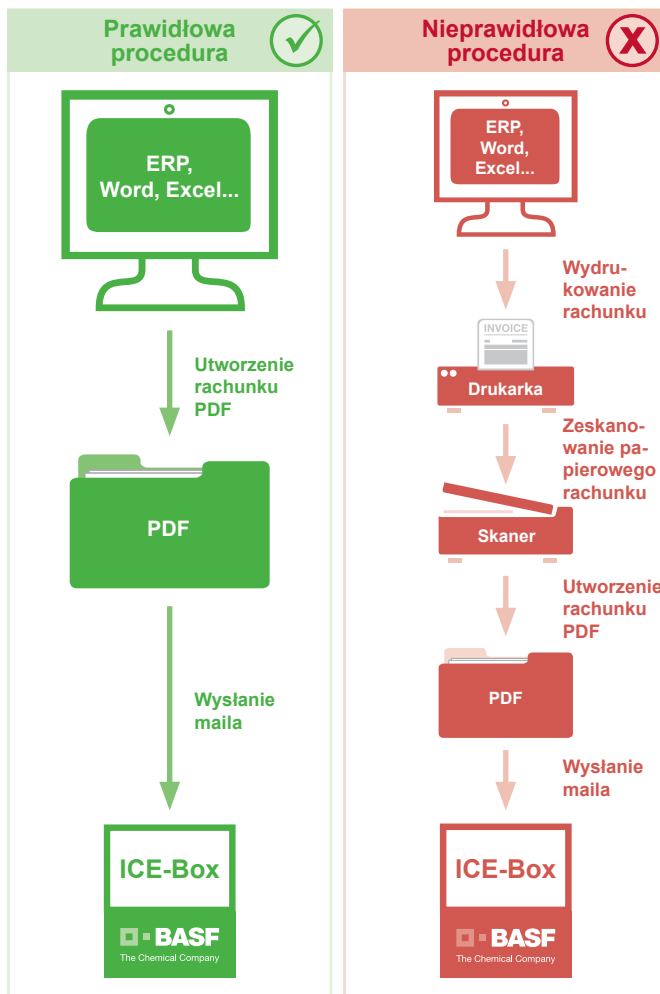 Prawidłowa
procedura
ERP,
Word, Excel...
Utworzenie
rachunku
PDF
PDF
Wysłanie
maila
ICE-Box
BASF
The Chemical Company
Nieprawidłowa
procedura
X
ERP,
Word,
Excel...
Wydru-
kowanie
rachunku
INVOICE
Drukarka
Zeskano-
wanie pa-
pierowego
rachunku
Skaner
Utworzenie
rachunku
PDF
PDF
Wysłanie
maila
ICE-Box
BASF
The Chemical Company